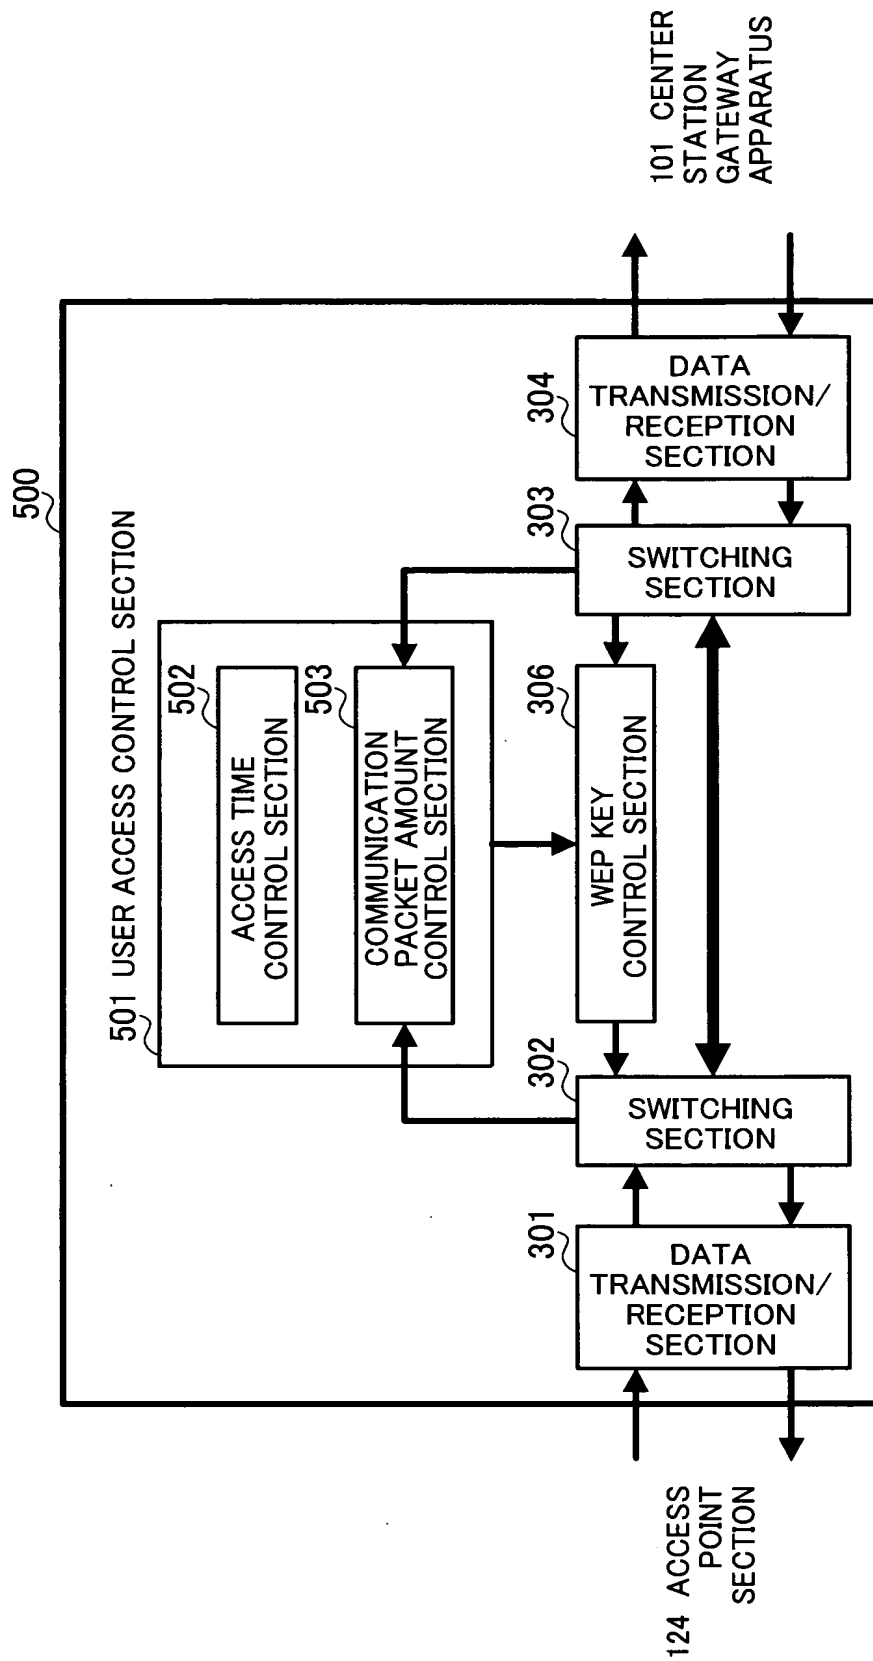 500
501 USER ACCESS CONTROL SECTION
502
ACCESS TIME
CONTROL SECTION
503
COMMUNICATION
PACKET AMOUNT
CONTROL SECTION
124 ACCESS
POINT
SECTION
301
DATA
TRANSMISSION/
RECEPTION
SECTION
302
SWITCHING
SECTION
306
WEP KEY
CONTROL SECTION
303
SWITCHING
SECTION
304
DATA
TRANSMISSION/
RECEPTION
SECTION
101 CENTER
STATION
GATEWAY
APPARATUS